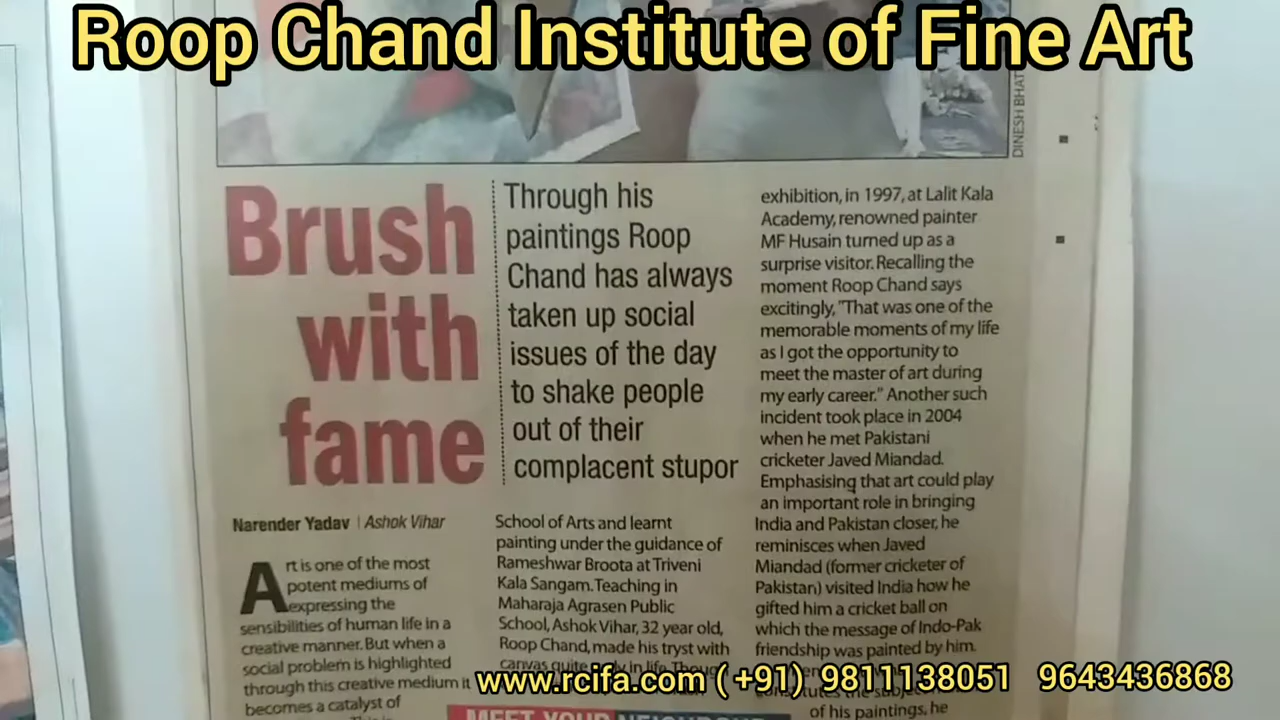 Roop Chand Institute of Fine Art
DINESH BHAT
Brush
with
fame
Through his
paintings Roop
Chand has always
taken up social
issues of the day
to shake people
out of their
complacent stupor
Narender Yadav | Ashok Vihar
Art is one of the most
potent mediums of
expressing the
sensibilities of human life in a
creative manner. But when a
social problem is highlighted
through this creative medium it
becomes a catalyst of
School of Arts and learnt
painting under the guidance of
Rameshwar Broota at Triveni
Kala Sangam. Teaching in
Maharaja Agrasen Public
School, Ashok Vihar, 32 year old,
Roop Chand, made his tryst with
canvas quite in life.
exhibition, in 1997, at Lalit Kala
Academy, renowned painter
MF Husain turned up as a
surprise visitor. Recalling the
moment Roop Chand says
excitingly, "That was one of the
memorable moments of my life
as I got the opportunity to
meet the master of art during
my early career." Another such
incident took place in 2004
when he met Pakistani
cricketer Javed Miandad.
Emphasising that art could play
an important role in bringing
India and Pakistan closer, he
reminisces when Javed
Miandad (former cricketer of
Pakistan) visited India how he
gifted him a cricket ball on
which the message of Indo-Pak
friendship was painted by him.
of his paintings, he
MEET YOUR
www.rcifa.com (+91) 9811138051 9643436868